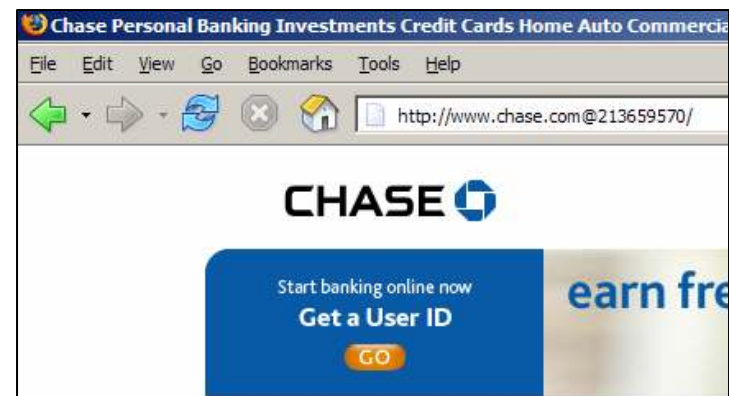 Chase Personal Banking Investments Credit Cards Home Auto Commercia
File Edit View Go Bookmarks Tools Help
http://www.chase.com@213659570/
CHASE
Start banking online now
earn fre
Get a User ID
GO